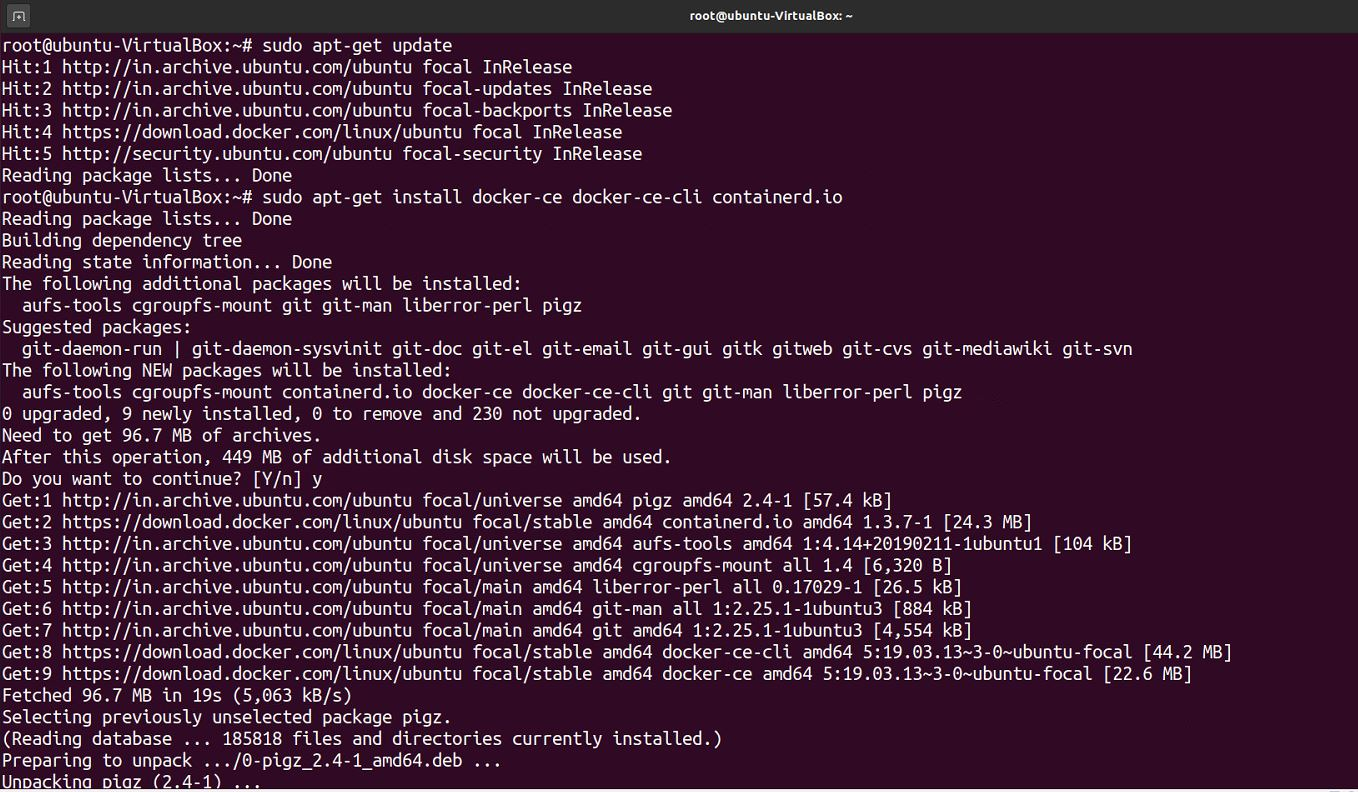 root@ubuntu-VirtualBox: ~
root@ubuntu-VirtualBox:~# sudo apt-get update
Hit:1 http://in.archive.ubuntu.com/ubuntu focal InRelease
Hit:2 http://in.archive.ubuntu.com/ubuntu focal-updates InRelease
Hit:3 http://in.archive.ubuntu.com/ubuntu focal-backports InRelease
Hit:4 https://download.docker.com/linux/ubuntu focal InRelease
Hit:5 http://security.ubuntu.com/ubuntu focal-security InRelease
Reading package lists... Done
root@ubuntu-VirtualBox:~# sudo apt-get install docker-ce docker-ce-cli containerd.io
Reading package lists... Done
Building dependency tree
Reading state information... Done
The following additional packages will be installed:
  aufs-tools cgroupfs-mount git git-man liberror-perl pigz
Suggested packages:
  git-daemon-run | git-daemon-sysvinit git-doc git-el git-email git-gui gitk gitweb git-cvs git-mediawiki git-svn
The following NEW packages will be installed:
  aufs-tools cgroupfs-mount containerd.io docker-ce docker-ce-cli git git-man liberror-perl pigz
0 upgraded, 9 newly installed, 0 to remove and 230 not upgraded.
Need to get 96.7 MB of archives.
After this operation, 449 MB of additional disk space will be used.
Do you want to continue? [Y/n] y
Get:1 http://in.archive.ubuntu.com/ubuntu focal/universe amd64 pigz amd64 2.4-1 [57.4 kB]
Get:2 https://download.docker.com/linux/ubuntu focal/stable amd64 containerd.io amd64 1.3.7-1 [24.3 MB]
Get:3 http://in.archive.ubuntu.com/ubuntu focal/universe amd64 aufs-tools amd64 1:4.14+20190211-1ubuntu1 [104 kB]
Get:4 http://in.archive.ubuntu.com/ubuntu focal/universe amd64 cgroupfs-mount all 1.4 [6,320 B]
Get:5 http://in.archive.ubuntu.com/ubuntu focal/main amd64 liberror-perl all 0.17029-1 [26.5 kB]
Get:6 http://in.archive.ubuntu.com/ubuntu focal/main amd64 git-man all 1:2.25.1-1ubuntu3 [884 kB]
Get:7 http://in.archive.ubuntu.com/ubuntu focal/main amd64 git amd64 1:2.25.1-1ubuntu3 [4,554 kB]
Get:8 https://download.docker.com/linux/ubuntu focal/stable amd64 docker-ce-cli amd64 5:19.03.13~3-0~ubuntu-focal [44.2 MB]
Get:9 https://download.docker.com/linux/ubuntu focal/stable amd64 docker-ce amd64 5:19.03.13~3-0~ubuntu-focal [22.6 MB]
Fetched 96.7 MB in 19s (5,063 kB/s)
Selecting previously unselected package pigz.
(Reading database ... 185818 files and directories currently installed.)
Preparing to unpack .../0-pigz_2.4-1_amd64.deb ...
Unpacking pigz (2.4-1) ...